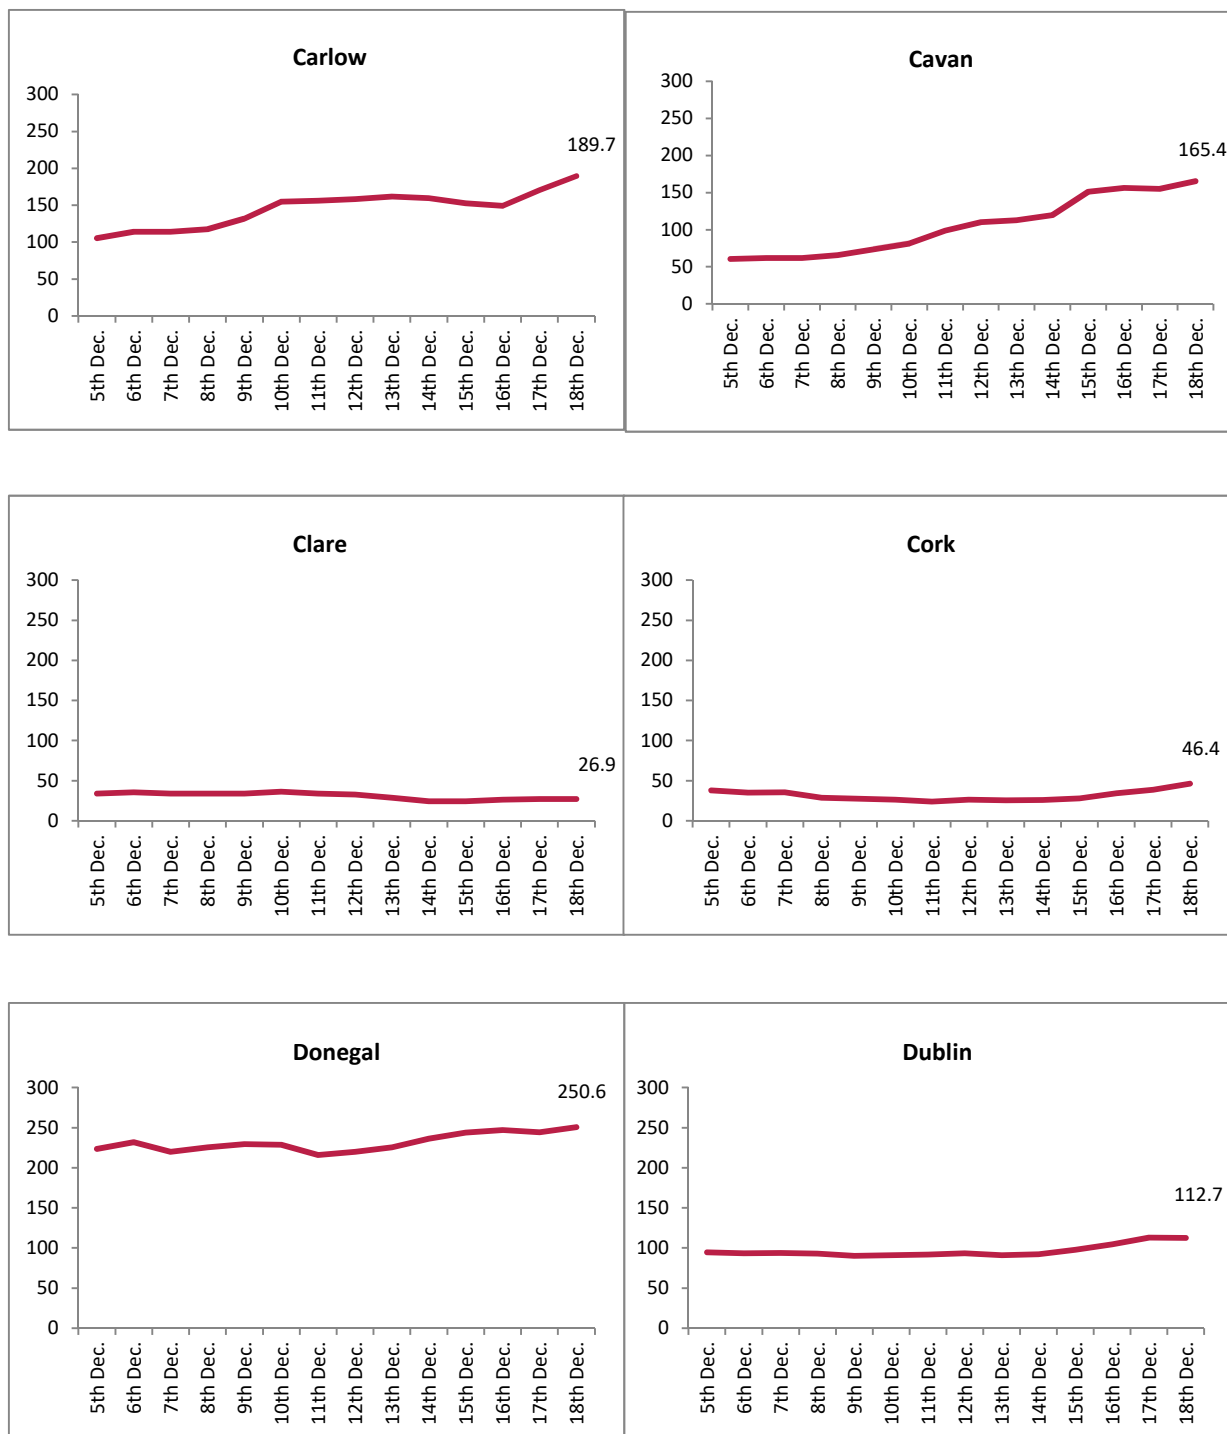 Carlow
300
250
200
150
100
50
0
189.7
5th Dec.
6th Dec.
7th Dec.
8th Dec.
9th Dec.
10th Dec.
11th Dec.
12th Dec.
13th Dec.
14th Dec.
15th Dec.
16th Dec.
17th Dec.
18th Dec.
Cavan
300
250
200
150
100
50
0
165.4
5th Dec.
6th Dec.
7th Dec.
8th Dec.
9th Dec.
10th Dec.
11th Dec.
12th Dec.
13th Dec.
14th Dec.
15th Dec.
16th Dec.
17th Dec.
18th Dec.
Clare
300
250
200
150
100
50
0
26.9
5th Dec.
6th Dec.
7th Dec.
8th Dec.
9th Dec.
10th Dec.
11th Dec.
12th Dec.
13th Dec.
14th Dec.
15th Dec.
16th Dec.
17th Dec.
18th Dec.
Cork
300
250
200
150
100
50
0
46.4
5th Dec.
6th Dec.
7th Dec.
8th Dec.
9th Dec.
10th Dec.
11th Dec.
12th Dec.
13th Dec.
14th Dec.
15th Dec.
16th Dec.
17th Dec.
18th Dec.
Donegal
300
250
200
150
100
50
0
250.6
5th Dec.
6th Dec.
7th Dec.
8th Dec.
9th Dec.
10th Dec.
11th Dec.
12th Dec.
13th Dec.
14th Dec.
15th Dec.
16th Dec.
17th Dec.
18th Dec.
Dublin
300
250
200
150
100
50
0
112.7
5th Dec.
6th Dec.
7th Dec.
8th Dec.
9th Dec.
10th Dec.
11th Dec.
12th Dec.
13th Dec.
14th Dec.
15th Dec.
16th Dec.
17th Dec.
18th Dec.